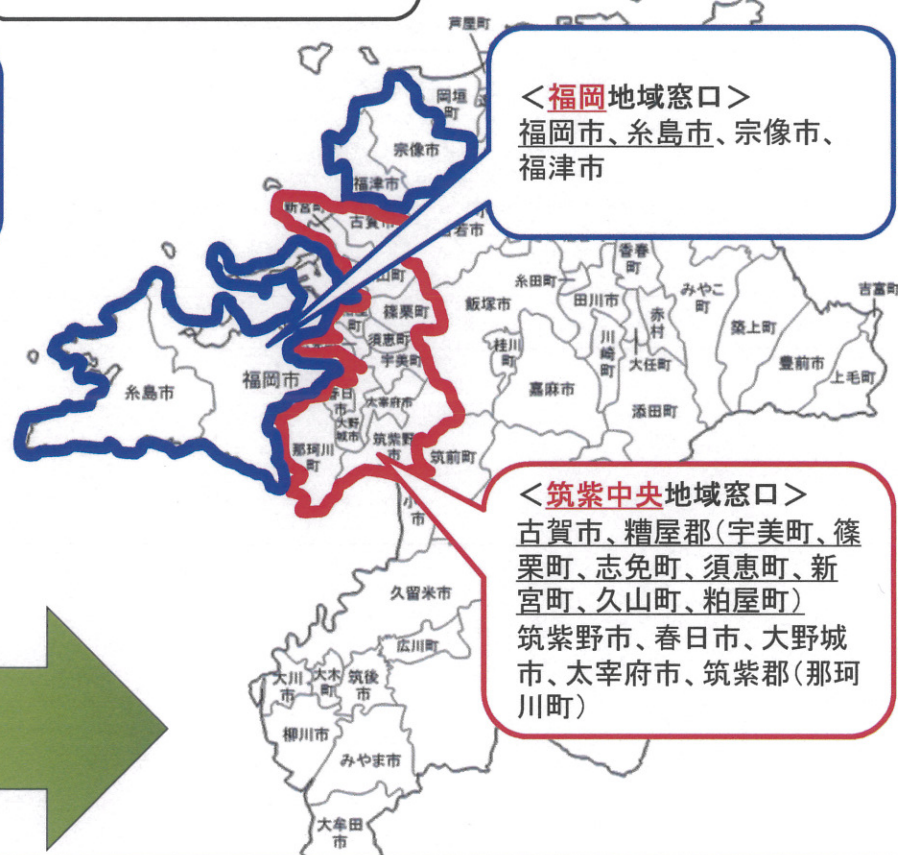 芦屋町
岡垣
町
宗像市
福津市
<福岡地域窓口>
福岡市、糸島市、宗像市、
福津市
新宮町
古賀市
若市
山町
篠栗町
須恵町
宇美町
飯塚市
桂川
町
糸田町
田川市
香春
町
赤
村
川
崎
町
大任町
みやこ
町
築上町
吉富町
豊前市
上毛町
嘉麻市
添田町
糸島市
福岡市
春日
市
大野
城市
太宰府市
筑紫野
市
那珂川
町
筑前町
小
市
<筑紫中央地域窓口>
古賀市、糟屋郡(宇美町、篠
栗町、志免町、須恵町、新
宮町、久山町、粕屋町)
筑紫野市、春日市、大野城
市、太宰府市、筑紫郡(那珂
川町)
久留米市
広川町
大川
市
大木
町
筑後
市
柳川市
みやま市
大牟田
市